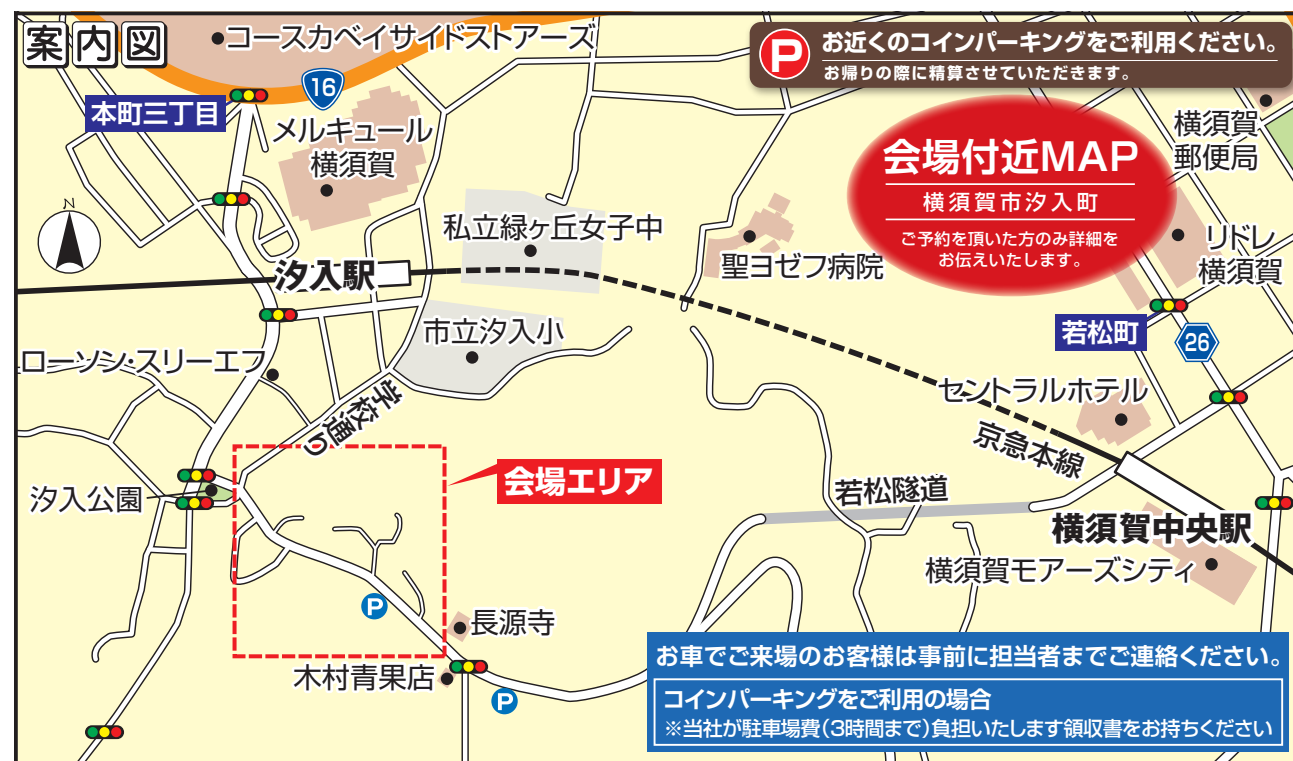 案内図
コースカベイサイドストアーズ
P
お近くのコインパーキングをご利用ください。
お帰りの際に精算させていただきます。
16
本町三丁目
メルキュール
横須賀
会場付近MAP
横須賀市汐入町
ご予約を頂いた方のみ詳細を
お伝えいたします。
横須賀
郵便局
N
私立緑ヶ丘女子中
聖ヨゼフ病院
リドレ
横須賀
汐入駅
市立汐入小
若松町
26
ローソン・スリーエフ
学校通り
セントラルホテル
京急本線
会場エリア
汐入公園
若松隧道
横須賀中央駅
横須賀モアーズシティ
P
長源寺
木村青果店
P
お車でご来場のお客様は事前に担当者までご連絡ください。
コインパーキングをご利用の場合
※当社が駐車場費(3時間まで)負担いたします領収書をお持ちください